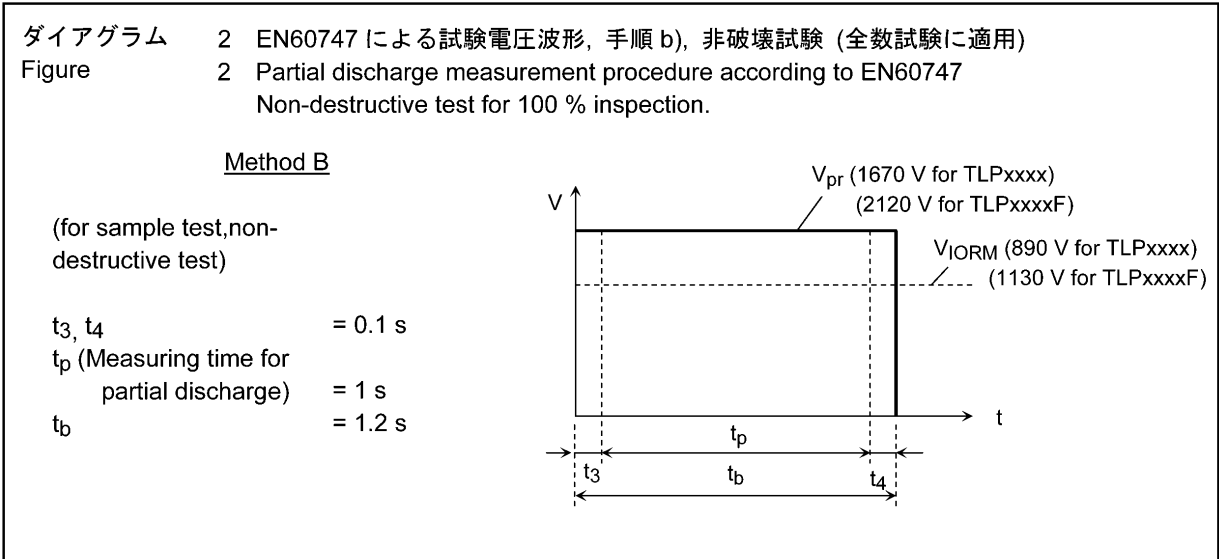 ダイアグラム 2 EN60747 による試験電圧波形, 手順 b), 非破壊試験 (全数試験に適用)
Figure 2 Partial discharge measurement procedure according to EN60747
Non-destructive test for 100 % inspection.
Method B
(for sample test,non-
destructive test)
t3, t4 = 0.1 s
tp (Measuring time for
partial discharge) = 1 s
tb = 1.2 s
Vpr (1670 V for TLPxxxx)
(2120 V for TLPxxxxF)
V
VIORM (890 V for TLPxxxx)
(1130 V for TLPxxxxF)
t
tp
t3 tb t4